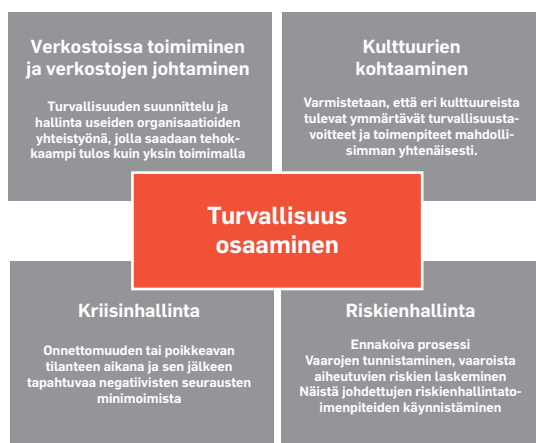 Verkostoissa toimiminen
ja verkostojen johtaminen
Turvallisuuden suunnittelu ja
hallinta useiden organisaatioiden
yhteistyönä, jolla saadaan tehok-
kaampi tulos kuin yksin toimimalla
Kulttuurien
kohtaaminen
Varmistetaan, että eri kulttuureista
tulevat ymmärtävät turvallisuusta-
voitteet ja toimenpiteet mahdolli-
simman yhtenäisesti.
Turvallisuus
osaaminen
Kriisinhallinta
Onnettomuuden tai poikkeavan
tilanteen aikana ja sen jälkeen
tapahtuvaa negatiivisten seurausten
minimoimista
Riskienhallinta
Ennakoiva prosessi
Vaarojen tunnistaminen, vaaroista
aiheutuvien riskien laskeminen
Näistä johdettujen riskienhallintato-
imenpiteiden käynnistäminen